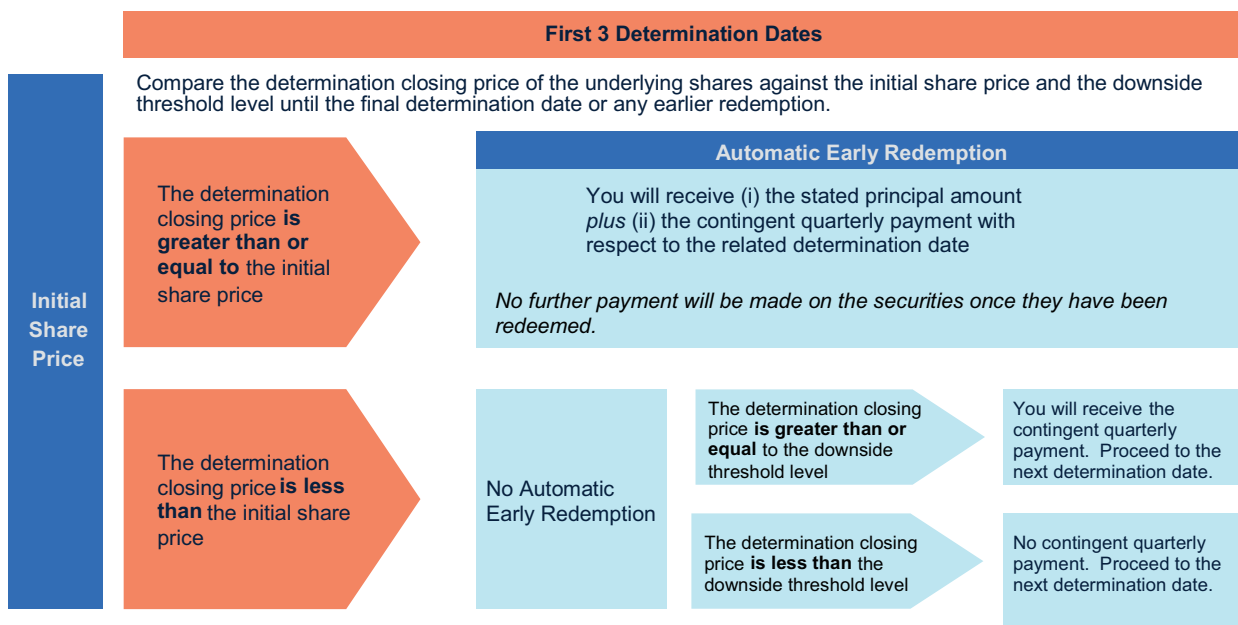 First 3 Determination Dates
Compare the determination closing price of the underlying shares against the initial share price and the downside
threshold level until the final determination date or any earlier redemption.
Initial
Share
Price
The determination
closing price is
greater than or
equal to the initial
share price
Automatic Early Redemption
You will receive (i) the stated principal amount
plus (ii) the contingent quarterly payment with
respect to the related determination date
No further payment will be made on the securities once they have been
redeemed.
The determination
closing price is less
than the initial share
price
No Automatic
Early Redemption
The determination closing
price is greater than or
equal to the downside
threshold level
You will receive the
contingent quarterly
payment. Proceed to the
next determination date.
The determination closing
price is less than the
downside threshold level
No contingent quarterly
payment. Proceed to the
next determination date.